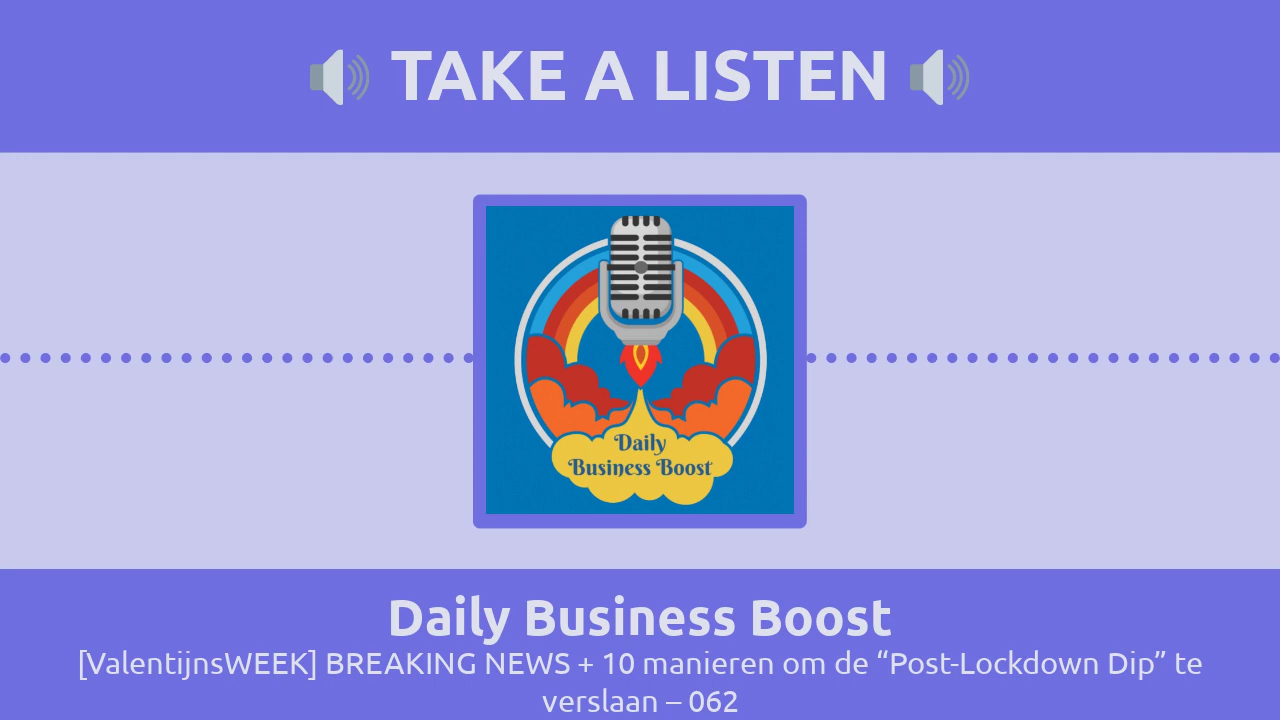 🔊 TAKE A LISTEN 🔊
Daily
Business Boost
Daily Business Boost
[ValentijnsWEEK] BREAKING NEWS + 10 manieren om de “Post-Lockdown Dip” te
verslaan – 062